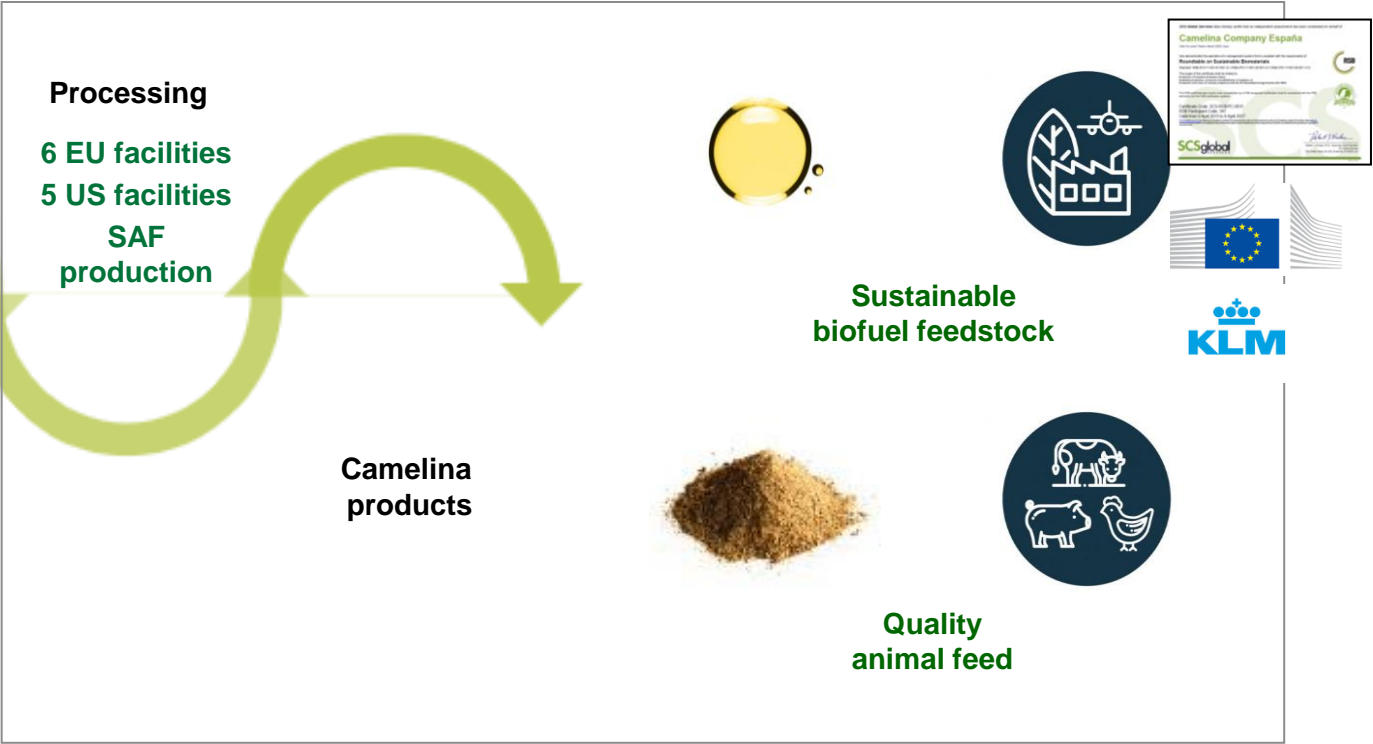 Processing
6 EU facilities
5 US facilities
SAF
production
Camelina
products
Sustainable
biofuel feedstock
Quality
animal feed
Camelina Company España
Roundtable on Sustainable Biomaterials
RSB
SCSglobal
KLM